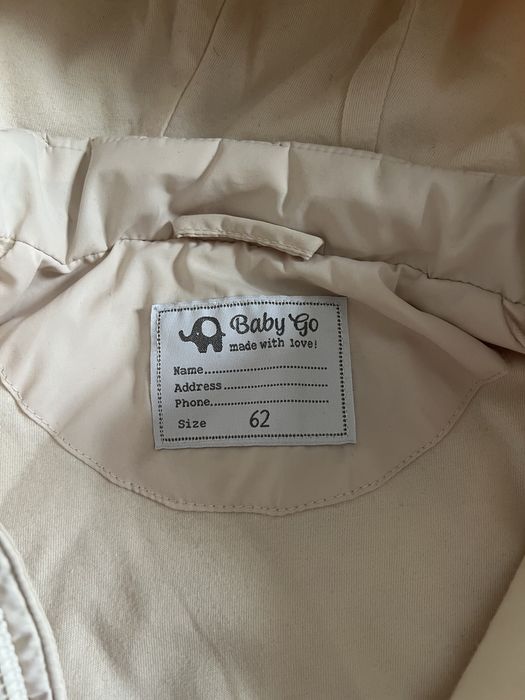 Baby Go
made with love!
Name..............................
Address..........................
Phone.............................
Size 62